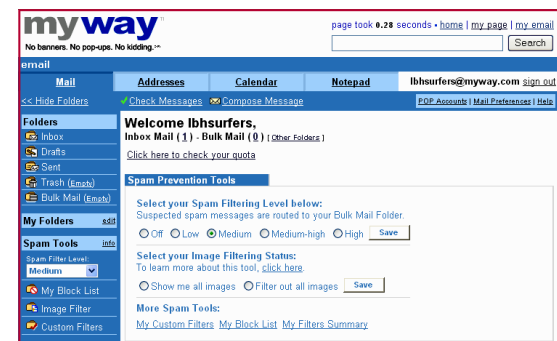 myway
No banners. No pop-ups. No kidding.
page took 0.28 seconds • home | my page | my email
Search
email
Mail Addresses Calendar Notepad lbhsurfers@myway.com sign out
<< Hide Folders Check Messages Compose Message POP Accounts | Mail Preferences | Help
Folders
Inbox
Drafts
Sent
Trash (Empty)
Bulk Mail (Empty)
My Folders edit
Spam Tools info
Spam Filter Level:
Medium
My Block List
Image Filter
Custom Filters
Welcome lbhsurfers,
Inbox Mail ( 1 ) - Bulk Mail ( 0 ) [ Other Folders ]
Click here to check your quota
Spam Prevention Tools
Select your Spam Filtering Level below:
Suspected spam messages are routed to your Bulk Mail Folder.
Off Low Medium Medium-high High Save
Select your Image Filtering Status:
To learn more about this tool, click here.
Show me all images Filter out all images Save
More Spam Tools:
My Custom Filters My Block List My Filters Summary